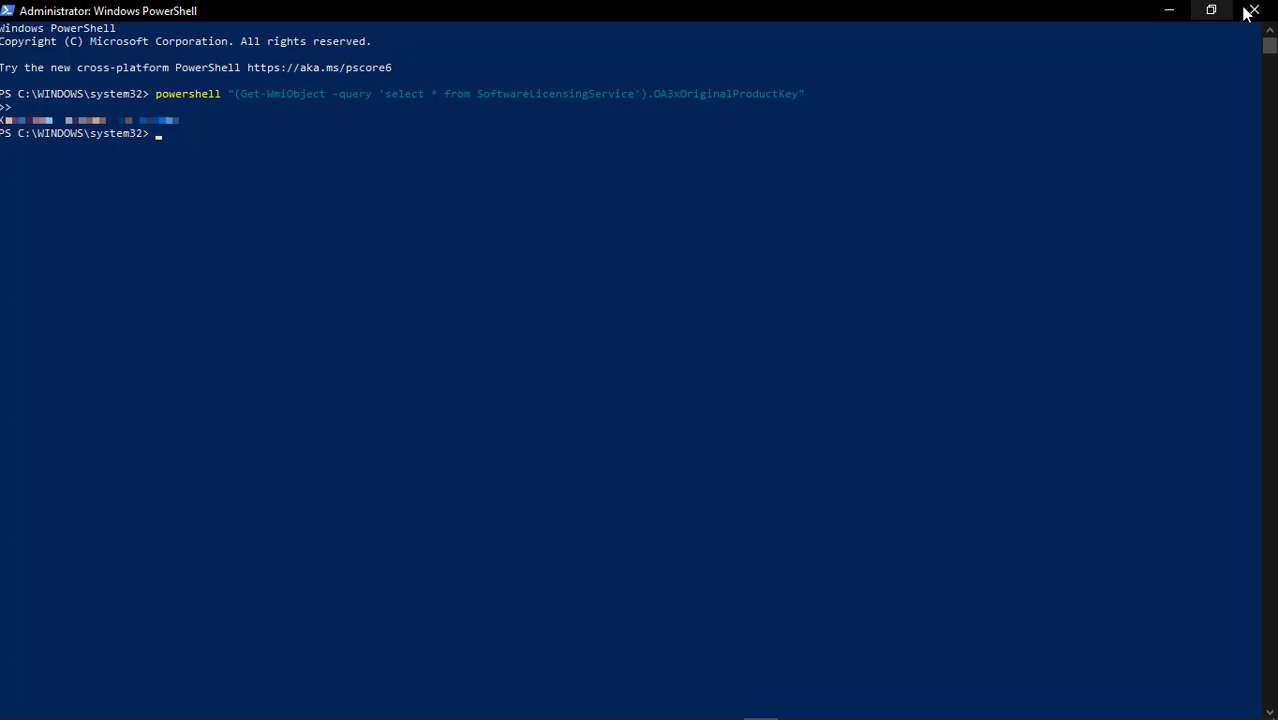 Administrator: Windows PowerShell
Windows PowerShell
Copyright (C) Microsoft Corporation. All rights reserved.
Try the new cross-platform PowerShell https://aka.ms/pscore6
PS C:\WINDOWS\system32> powershell "(Get-WmiObject -query 'select * from SoftwareLicensingService').OA3xOriginalProductKey"
>>
PS C:\WINDOWS\system32>